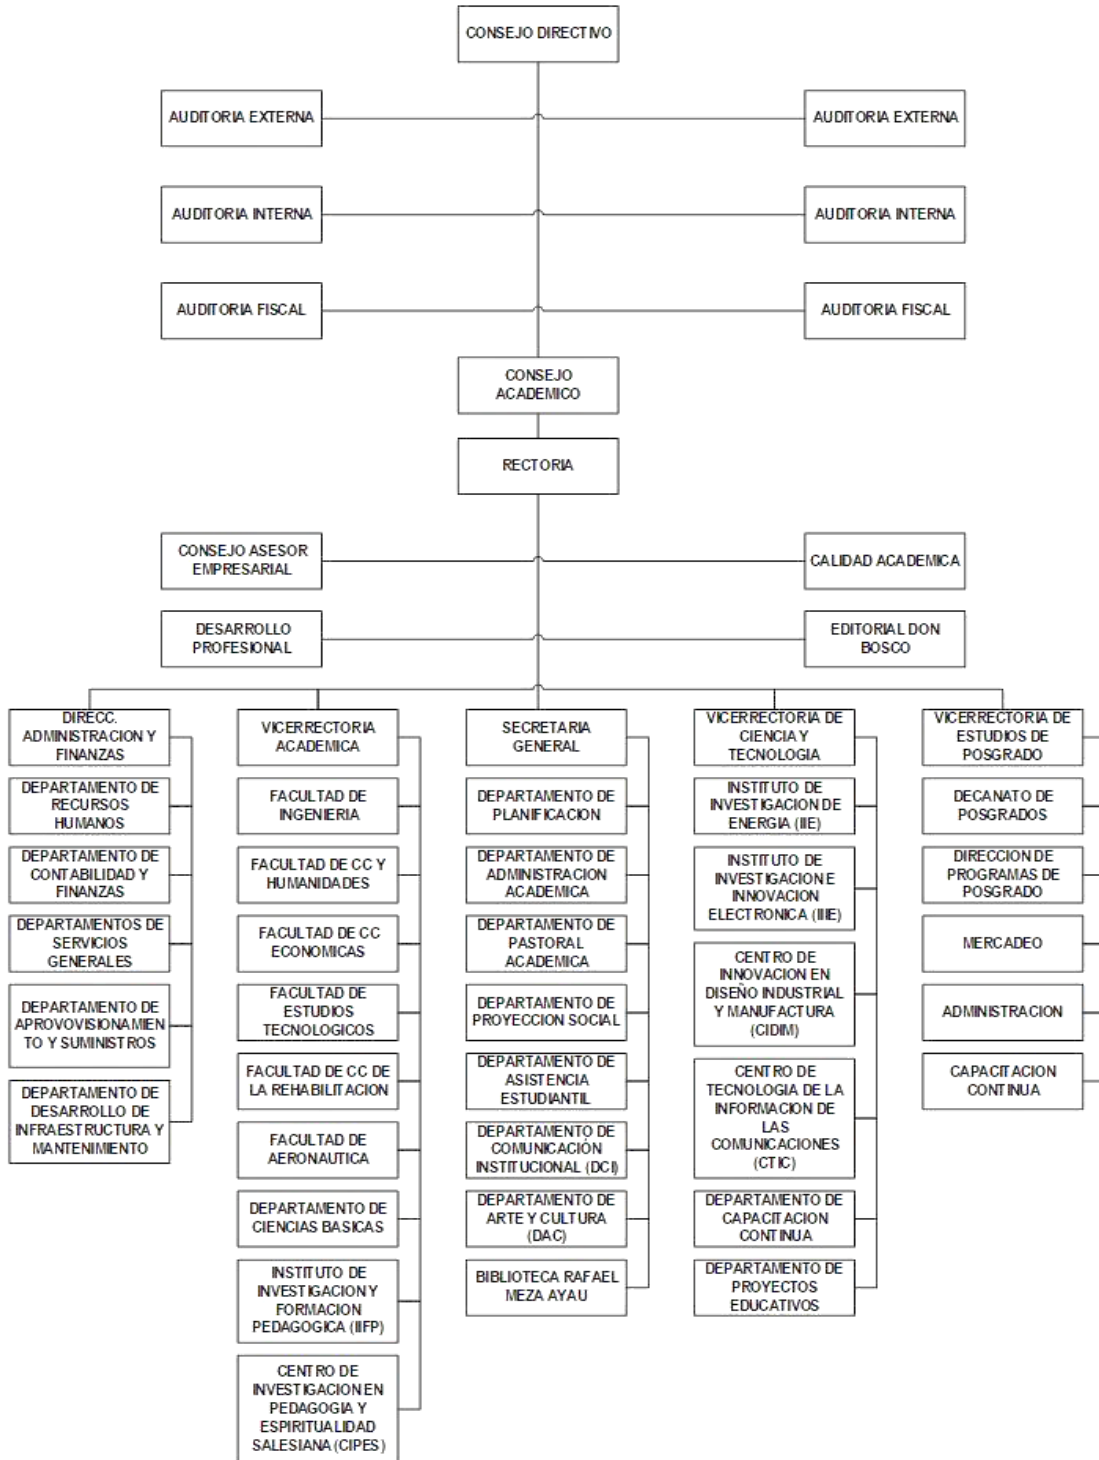 CONSEJO DIRECTIVO
AUDITORIA EXTERNA
AUDITORIA EXTERNA
AUDITORIA INTERNA
AUDITORIA INTERNA
AUDITORIA FISCAL
AUDITORIA FISCAL
CONSEJO
ACADEMICO
RECTORIA
CONSEJO ASESOR
EMPRESARIAL
CALIDAD ACADEMICA
DESARROLLO
PROFESIONAL
EDITORIAL DON
BOSCO
DIRECC.
ADMINISTRACION Y
FINANZAS
DEPARTAMENTO DE
RECURSOS
HUMANOS
DEPARTAMENTO DE
CONTABILIDAD Y
FINANZAS
DEPARTAMENTOS DE
SERVICIOS
GENERALES
DEPARTAMENTO DE
APROVOVISIONAMIEN
TO Y SUMINISTROS
DEPARTAMENTO DE
DESARROLLO DE
INFRAESTRUCTURA Y
MANTENIMIENTO
VICERRECTORIA
ACADEMICA
FACULTAD DE
INGENIERIA
FACULTAD DE CC Y
HUMANIDADES
FACULTAD DE CC
ECONOMICAS
FACULTAD DE
ESTUDIOS
TECNOLOGICOS
FACULTAD DE CC DE
LA REHABILITACION
FACULTAD DE
AERONAUTICA
DEPARTAMENTO DE
CIENCIAS BASICAS
INSTITUTO DE
INVESTIGACION Y
FORMACION
PEDAGOGICA (IIFP)
CENTRO DE
INVESTIGACION EN
PEDAGOGIA Y
ESPIRITUALIDAD
SALESIANA (CIPES)
SECRETARIA
GENERAL
DEPARTAMENTO DE
PLANIFICACION
DEPARTAMENTO DE
ADMINISTRACION
ACADEMICA
DEPARTAMENTO DE
PASTORAL
ACADEMICA
DEPARTAMENTO DE
PROYECCION SOCIAL
DEPARTAMENTO DE
ASISTENCIA
ESTUDIANTIL
DEPARTAMENTO DE
COMUNICACIÓN
INSTITUCIONAL (DCI)
DEPARTAMENTO DE
ARTE Y CULTURA
(DAC)
BIBLIOTECA RAFAEL
MEZA AYAU
VICERRECTORIA DE
CIENCIA Y
TECNOLOGIA
INSTITUTO DE
INVESTIGACION DE
ENERGIA (IIE)
INSTITUTO DE
INVESTIGACION E
INNOVACION
ELECTRONICA (IIIE)
CENTRO DE
INNOVACION EN
DISEÑO INDUSTRIAL
Y MANUFACTURA
(CIDIM)
CENTRO DE
TECNOLOGIA DE LA
INFORMACION DE
LAS
COMUNICACIONES
(CTIC)
DEPARTAMENTO DE
CAPACITACION
CONTINUA
DEPARTAMENTO DE
PROYECTOS
EDUCATIVOS
VICERRECTORIA DE
ESTUDIOS DE
POSGRADO
DECANATO DE
POSGRADOS
DIRECCION DE
PROGRAMAS DE
POSGRADO
MERCADEO
ADMINISTRACION
CAPACITACION
CONTINUA